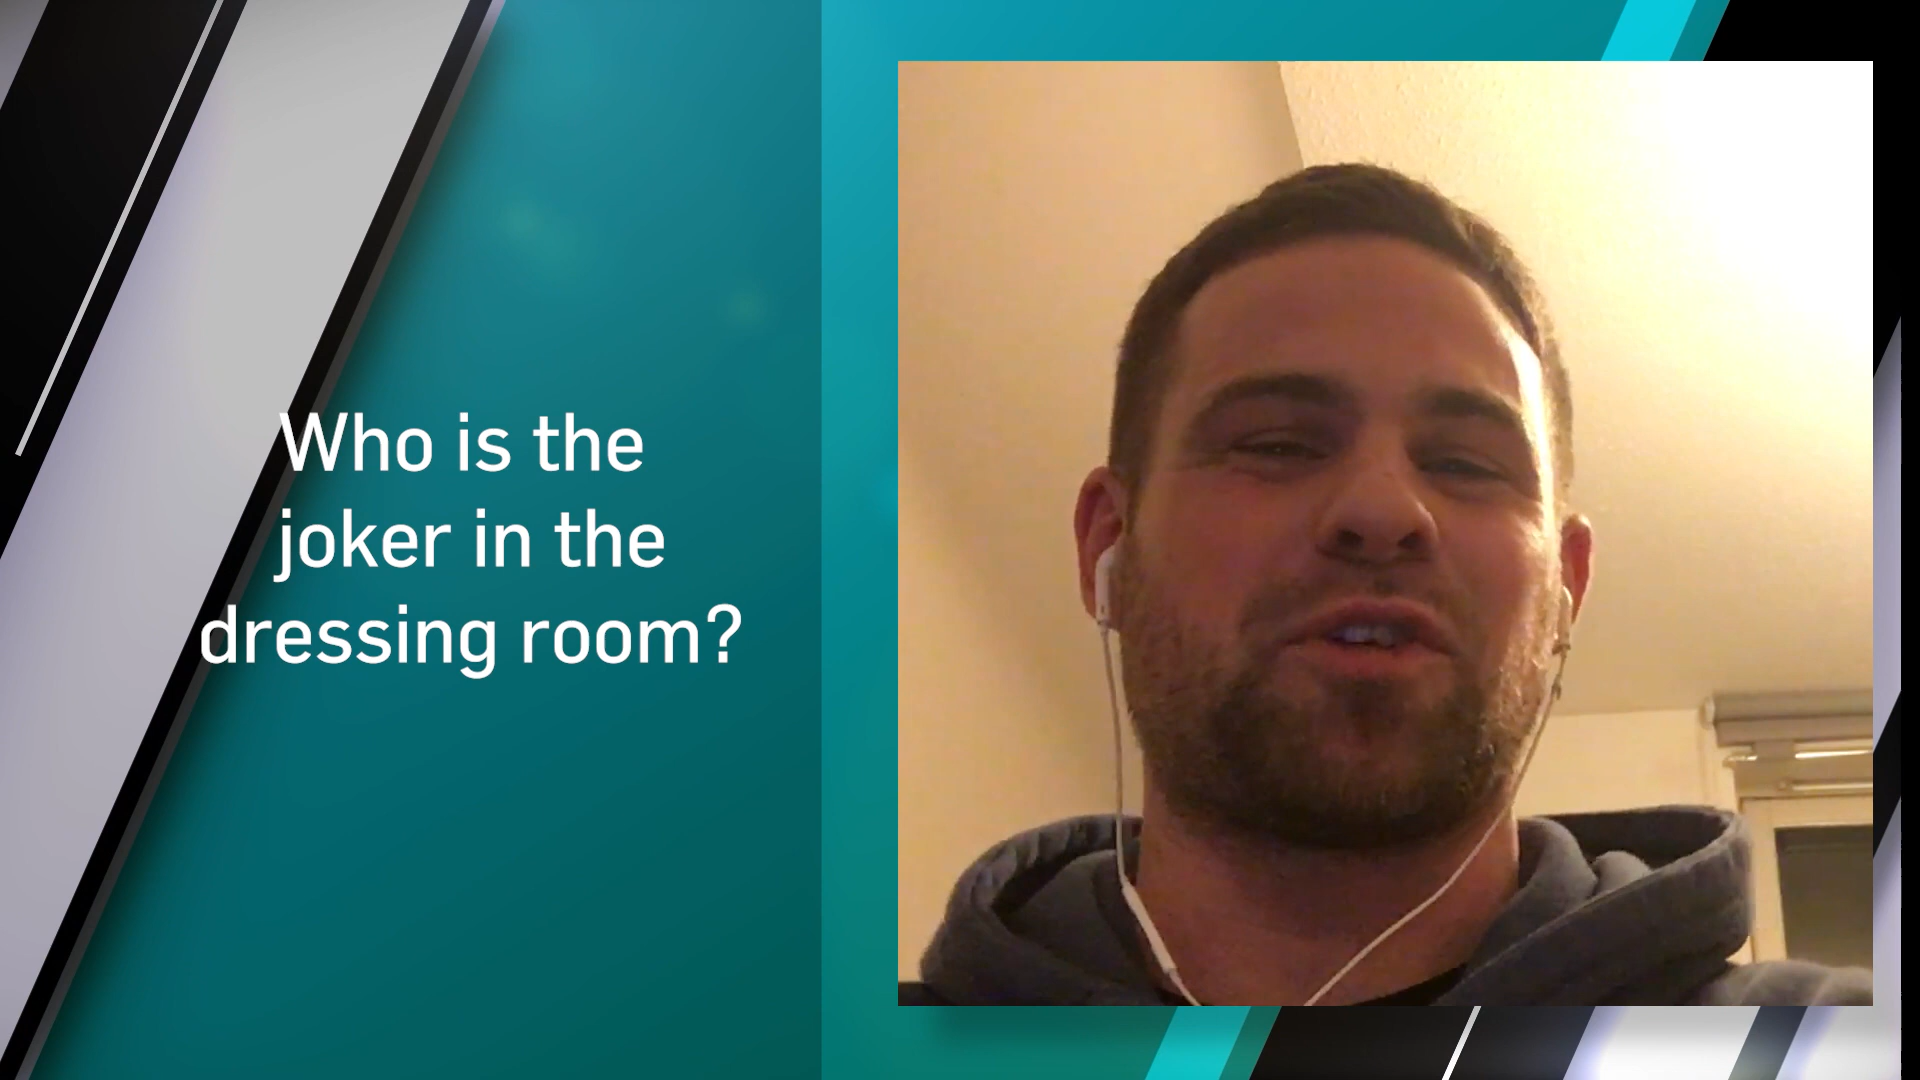 Who is the
joker in the
dressing room?